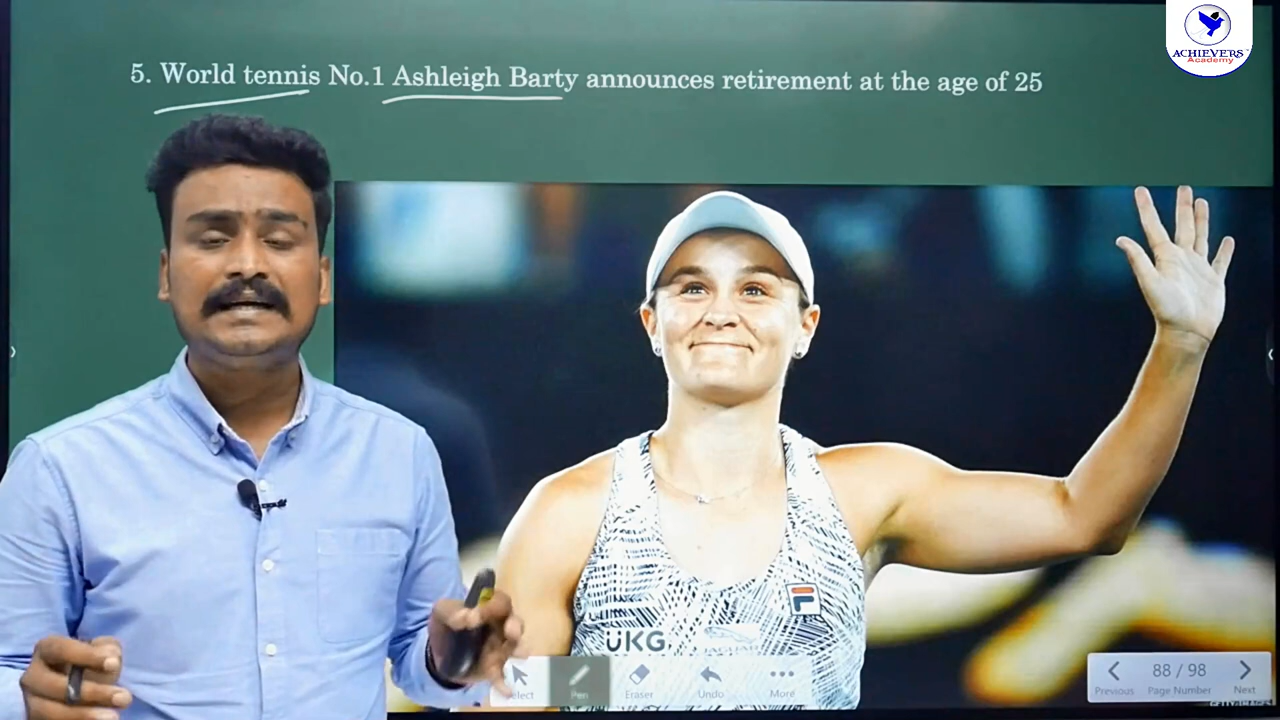 ACHIEVERS
Academy
5. World tennis No.1 Ashleigh Barty announces retirement at the age of 25
UKG
Select
Pen
Eraser
Undo
More
88 / 98
Previous
Page Number
Next